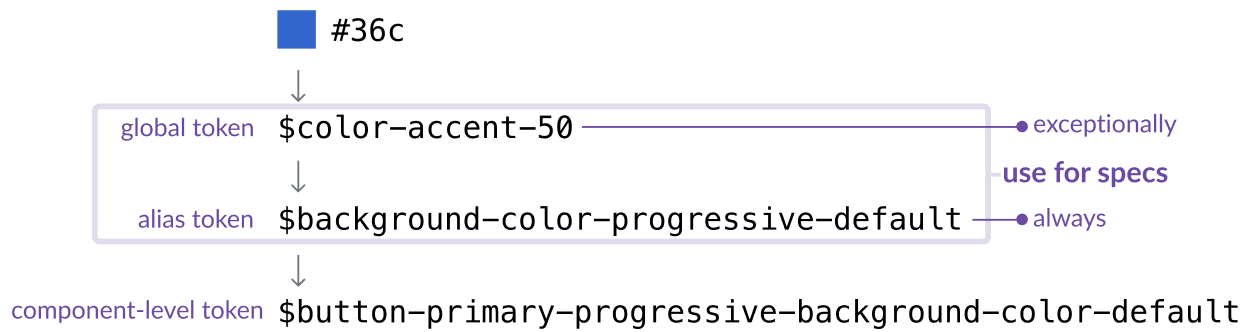 #36c
global token $color-accent-50 exceptionally
use for specs
alias token $background-color-progressive-default always
component-level token $button-primary-progressive-background-color-default